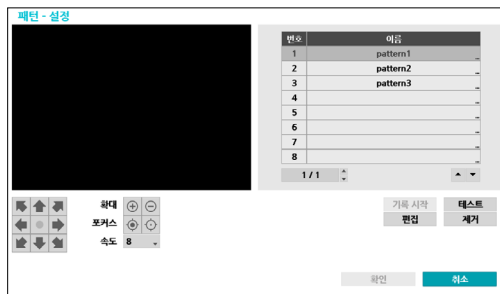 패턴 - 설정
번호 이름
1 pattern1
2 pattern2
3 pattern3
4
5
6
7
8
1 / 1
확대
포커스
속도 8
기록 시작 테스트
편집 제거
확인 취소